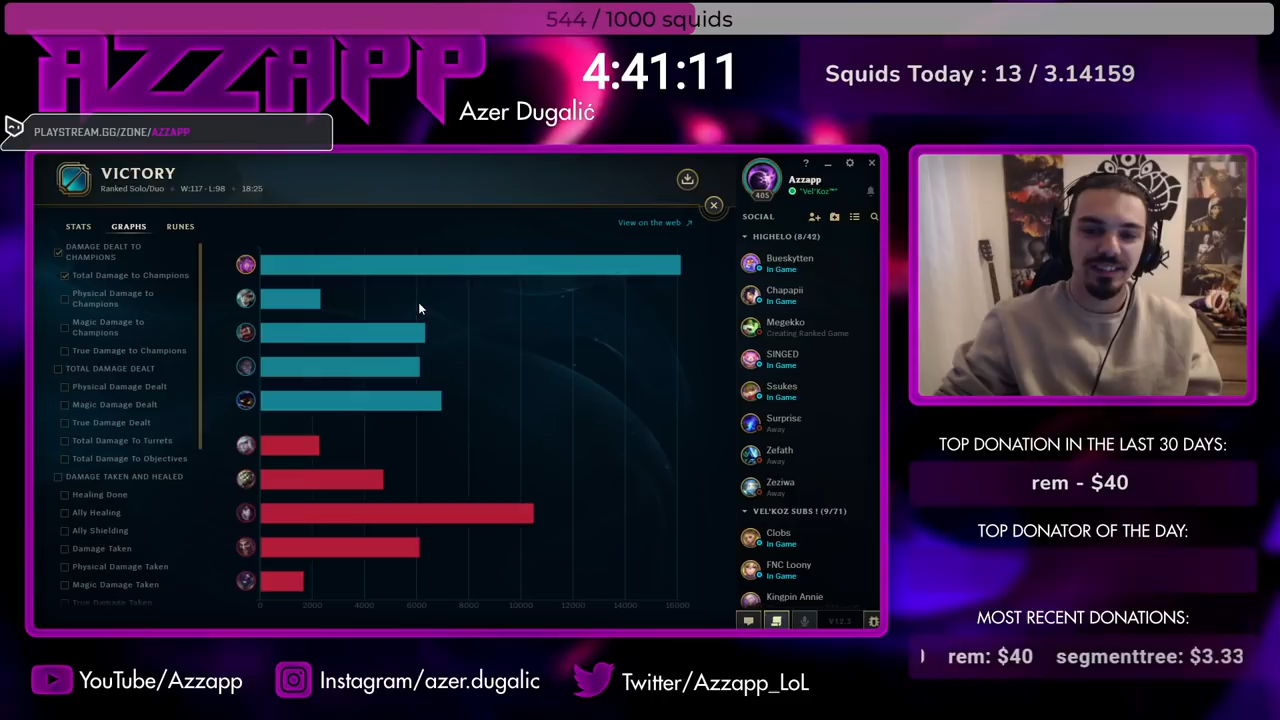 544 / 1000 squids
AZZAPP
4:41:11
Squids Today : 13 / 3.14159
Azer Dugalić
PLAYSTREAM.GG/ZONE/AZZAPP
VICTORY
Ranked Solo/Duo • W:117 · L:98 • 18:25
View on the web
STATS GRAPHS RUNES
DAMAGE DEALT TO
CHAMPIONS
Total Damage to Champions
Physical Damage to
Champions
Magic Damage to
Champions
True Damage to Champions
TOTAL DAMAGE DEALT
Physical Damage Dealt
Magic Damage Dealt
True Damage Dealt
Total Damage To Turrets
Total Damage To Objectives
DAMAGE TAKEN AND HEALED
Healing Done
Ally Healing
Ally Shielding
Damage Taken
Physical Damage Taken
Magic Damage Taken
True Damage Taken
0 2000 4000 6000 8000 10000 12000 14000 16000
?
405
Azzapp
SOCIAL
HIGHELO (8/42)
Bueskytten
In Game
Chapapii
In Game
Megekko
Creating Ranked Game
SINGED
In Game
Ssukes
In Game
Surprise
Away
Zefath
Away
Zeziwa
Away
VEL'KOZ SUBS ! (9/71)
Clobs
In Game
FNC Loony
In Game
Kingpin Annie
V12.3
TOP DONATION IN THE LAST 30 DAYS:
rem - $40
TOP DONATOR OF THE DAY:
MOST RECENT DONATIONS:
rem: $40 segmenttree: $3.33
YouTube/Azzapp
Instagram/azer.dugalic
Twitter/Azzapp_LoL